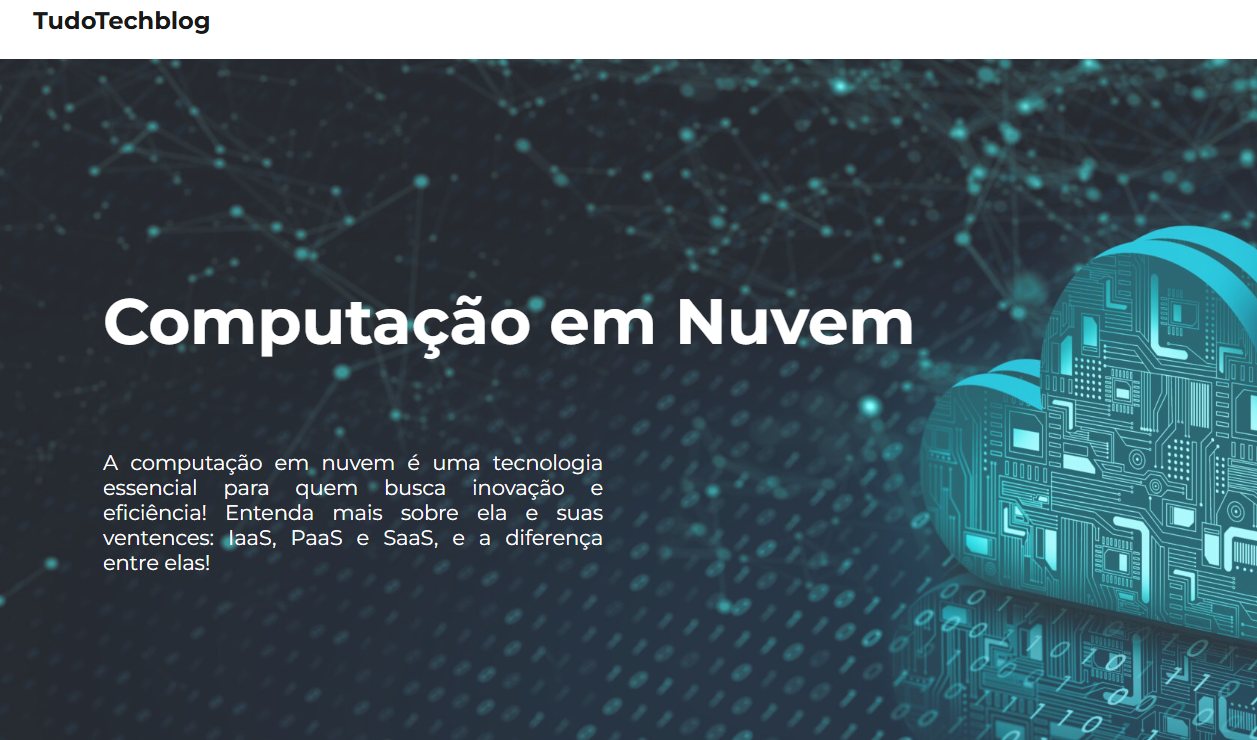 TudoTechblog
Computação em Nuvem
A computação em nuvem é uma tecnologia
essencial para quem busca inovação e
eficiência! Entenda mais sobre ela e suas
ventences: IaaS, PaaS e SaaS, e a diferença
entre elas!